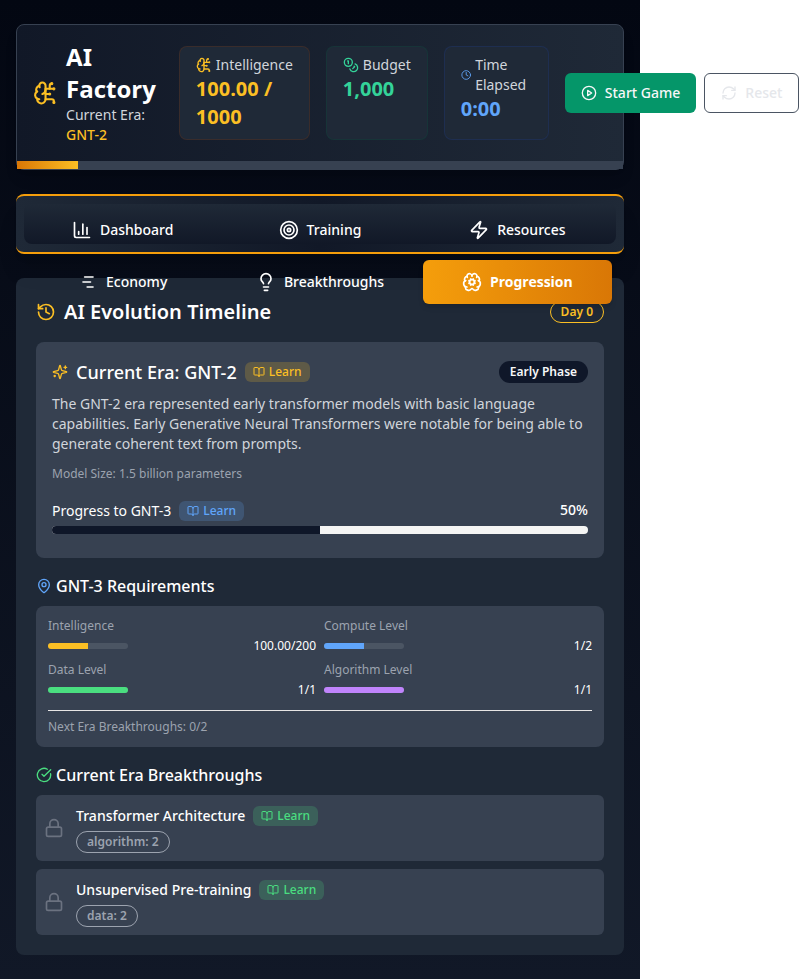 AI
Factory
Current Era:
GNT-2
Intelligence
100.00 /
1000
Budget
1,000
Time
Elapsed
0:00
Start Game
Reset
Dashboard
Training
Resources
Economy
Breakthroughs
Progression
AI Evolution Timeline
Day 0
Current Era: GNT-2
Learn
Early Phase
The GNT-2 era represented early transformer models with basic language
capabilities. Early Generative Neural Transformers were notable for being able to
generate coherent text from prompts.
Model Size: 1.5 billion parameters
Progress to GNT-3
Learn
50%
GNT-3 Requirements
Intelligence
100.00/200
Compute Level
1/2
Data Level
1/1
Algorithm Level
1/1
Next Era Breakthroughs: 0/2
Current Era Breakthroughs
Transformer Architecture
Learn
algorithm: 2
Unsupervised Pre-training
Learn
data: 2